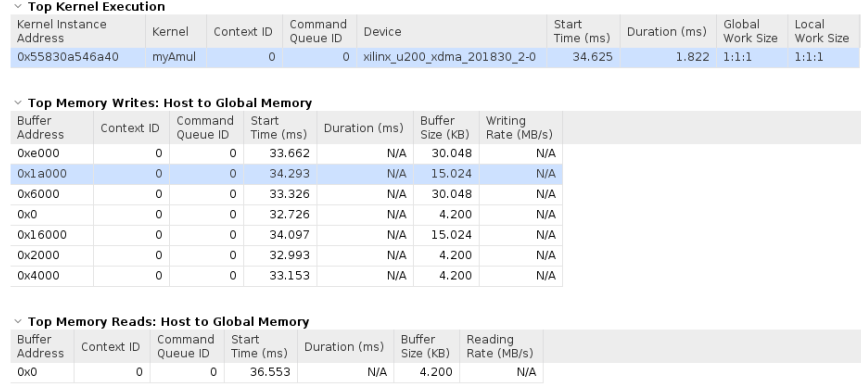 Top Kernel Execution
Kernel Instance Address Kernel Context ID Command Queue ID Device Start Time (ms) Duration (ms) Global Work Size Local Work Size
0x55830a546a40 myAmul 0 0 xilinx_u200_xdma_201830_2-0 34.625 1.822 1:1:1 1:1:1
Top Memory Writes: Host to Global Memory
Buffer Address Context ID Command Queue ID Start Time (ms) Duration (ms) Buffer Size (KB) Writing Rate (MB/s)
0xe000 0 0 33.662 N/A 30.048 N/A
0x1a000 0 0 34.293 N/A 15.024 N/A
0x6000 0 0 33.326 N/A 30.048 N/A
0x0 0 0 32.726 N/A 4.200 N/A
0x16000 0 0 34.097 N/A 15.024 N/A
0x2000 0 0 32.993 N/A 4.200 N/A
0x4000 0 0 33.153 N/A 4.200 N/A
Top Memory Reads: Host to Global Memory
Buffer Address Context ID Command Queue ID Start Time (ms) Duration (ms) Buffer Size (KB) Reading Rate (MB/s)
0x0 0 0 36.553 N/A 4.200 N/A